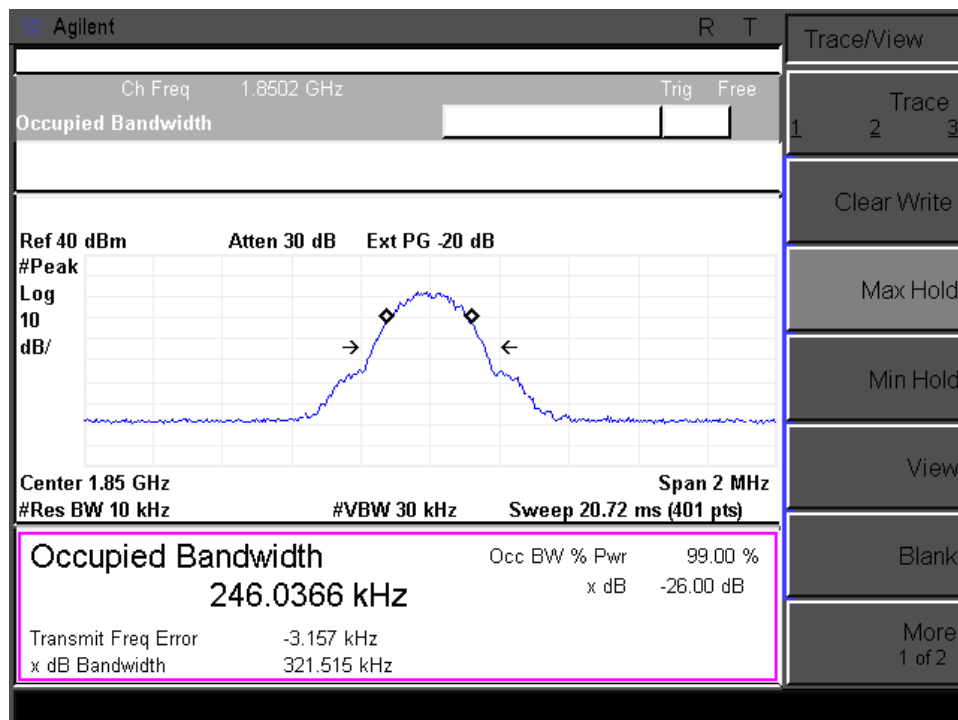 Agilent R T
Trace/View
Ch Freq 1.8502 GHz Trig Free
Occupied Bandwidth
Trace
1 2 3
Clear Write
Ref 40 dBm Atten 30 dB Ext PG -20 dB
#Peak
Log
10
dB/
Max Hold
Min Hold
View
Center 1.85 GHz Span 2 MHz
#Res BW 10 kHz #VBW 30 kHz Sweep 20.72 ms (401 pts)
Occupied Bandwidth Occ BW % Pwr 99.00 %
246.0366 kHz x dB -26.00 dB
Transmit Freq Error -3.157 kHz
x dB Bandwidth 321.515 kHz
Blank
More
1 of 2